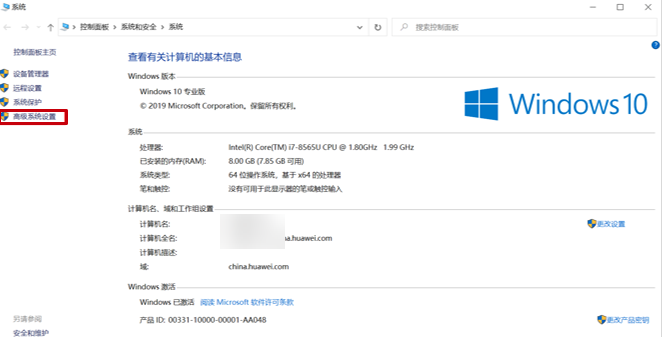 系统
控制面板 › 系统和安全 › 系统
搜索控制面板
控制面板主页
设备管理器
远程设置
系统保护
高级系统设置
查看有关计算机的基本信息
Windows 版本
Windows 10 专业版
© 2019 Microsoft Corporation。保留所有权利。
Windows 10
系统
处理器: Intel(R) Core(TM) i7-8565U CPU @ 1.80GHz 1.99 GHz
已安装的内存(RAM): 8.00 GB (7.85 GB 可用)
系统类型: 64 位操作系统，基于 x64 的处理器
笔和触控: 没有可用于此显示器的笔或触控输入
计算机名、域和工作组设置
计算机名:
更改设置
计算机全名: na.huawei.com
计算机描述:
域: china.huawei.com
Windows 激活
Windows 已激活 阅读 Microsoft 软件许可条款
产品 ID: 00331-10000-00001-AA048
更改产品密钥
另请参阅
安全和维护